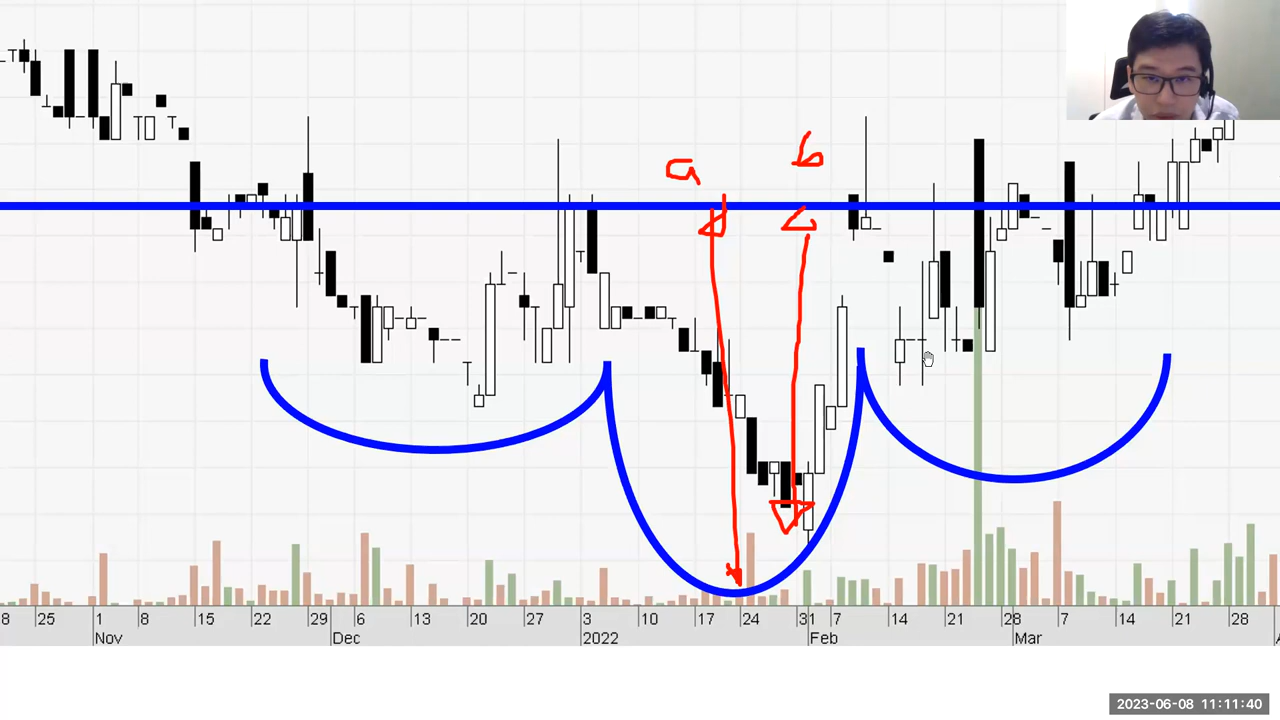 a b
8 25 1 8 15 22 29 6 13 20 27 3 10 17 24 31 7 14 21 28 7 14 21 28
Nov Dec 2022 Feb Mar A
2023-06-08 11:11:40